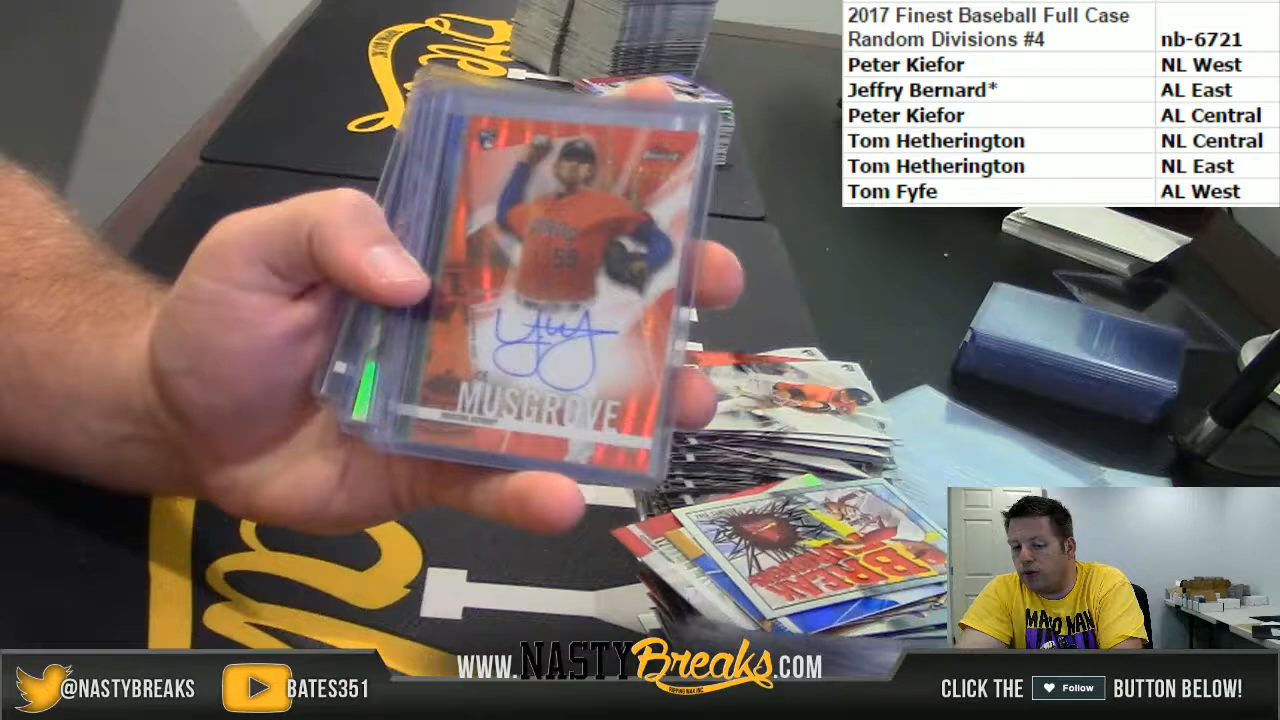 2017 Finest Baseball Full Case
Random Divisions #4 nb-6721
Peter Kiefor NL West
Jeffry Bernard* AL East
Peter Kiefor AL Central
Tom Hetherington NL Central
Tom Hetherington NL East
Tom Fyfe AL West
59
MUSGROVE
BREAK
WWW.NASTYBreaks.COM
@NASTYBREAKS
BATES351
CLICK THE Follow BUTTON BELOW!